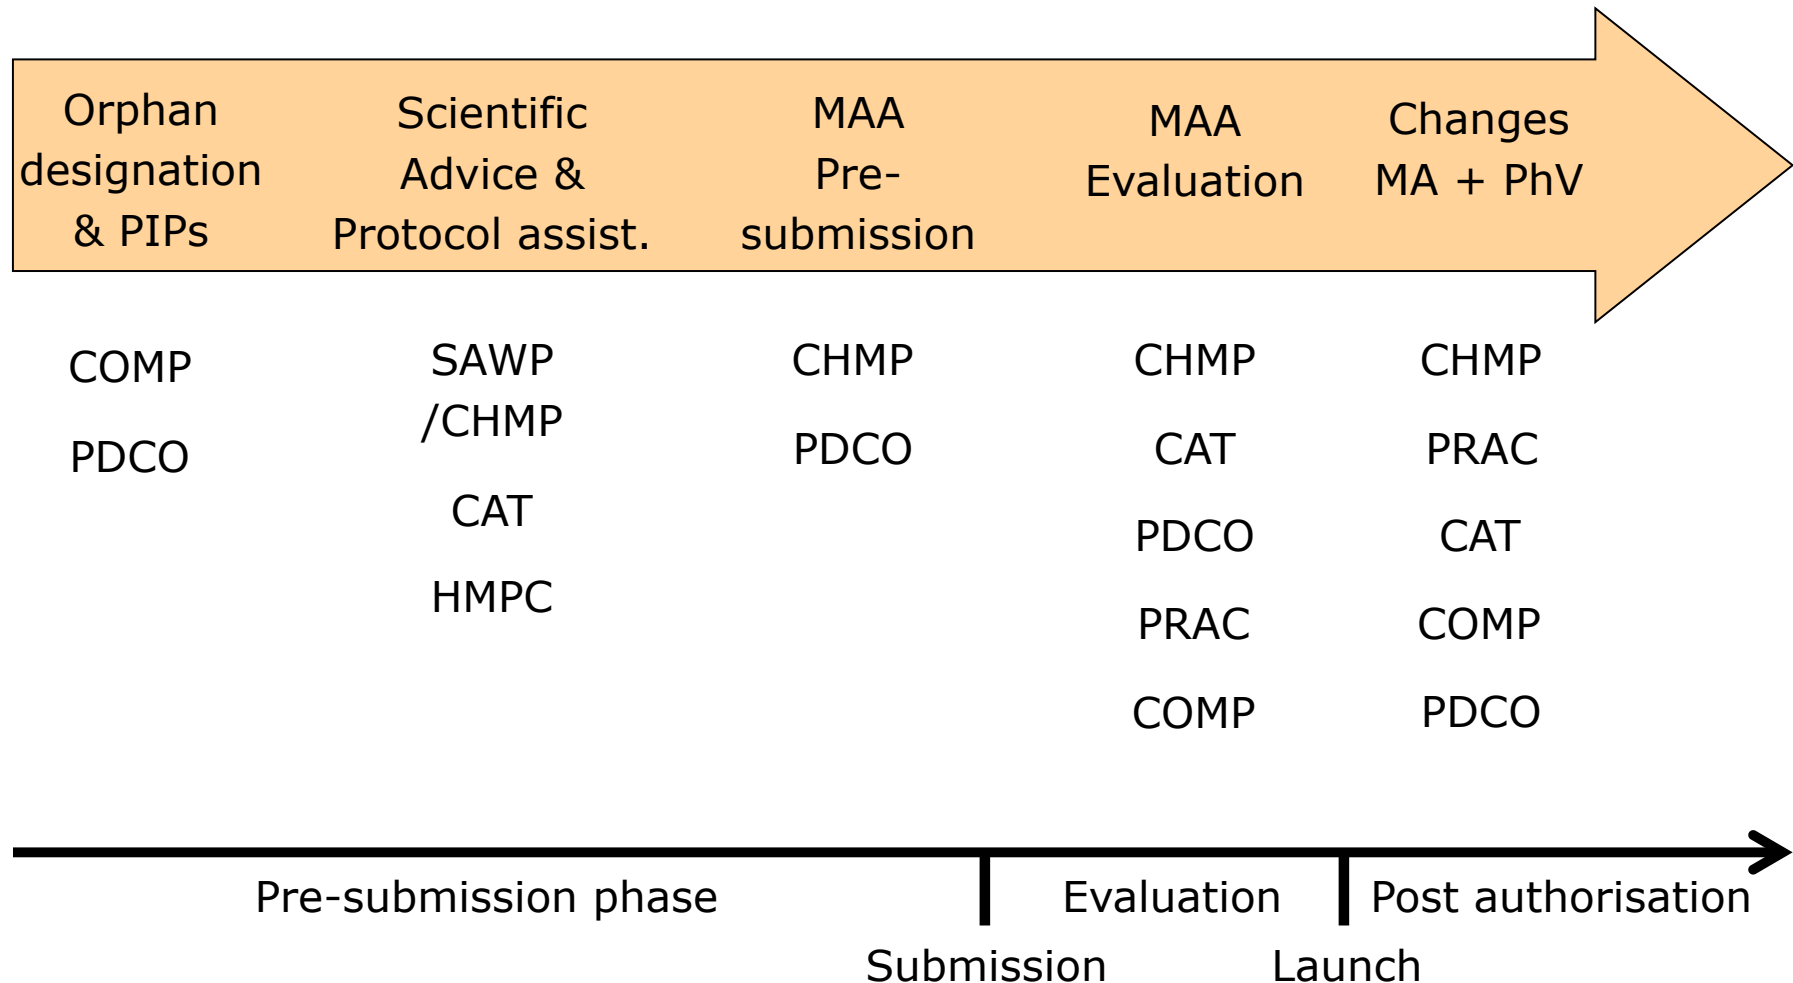 Orphan
designation
& PIPs
Scientific
Advice &
Protocol assist.
MAA
Pre-
submission
MAA
Evaluation
Changes
MA + PhV
COMP
PDCO
SAWP
/CHMP
CAT
HMPC
CHMP
PDCO
CHMP
CAT
PDCO
PRAC
COMP
CHMP
PRAC
CAT
COMP
PDCO
Pre-submission phase
Evaluation
Post authorisation
Submission
Launch